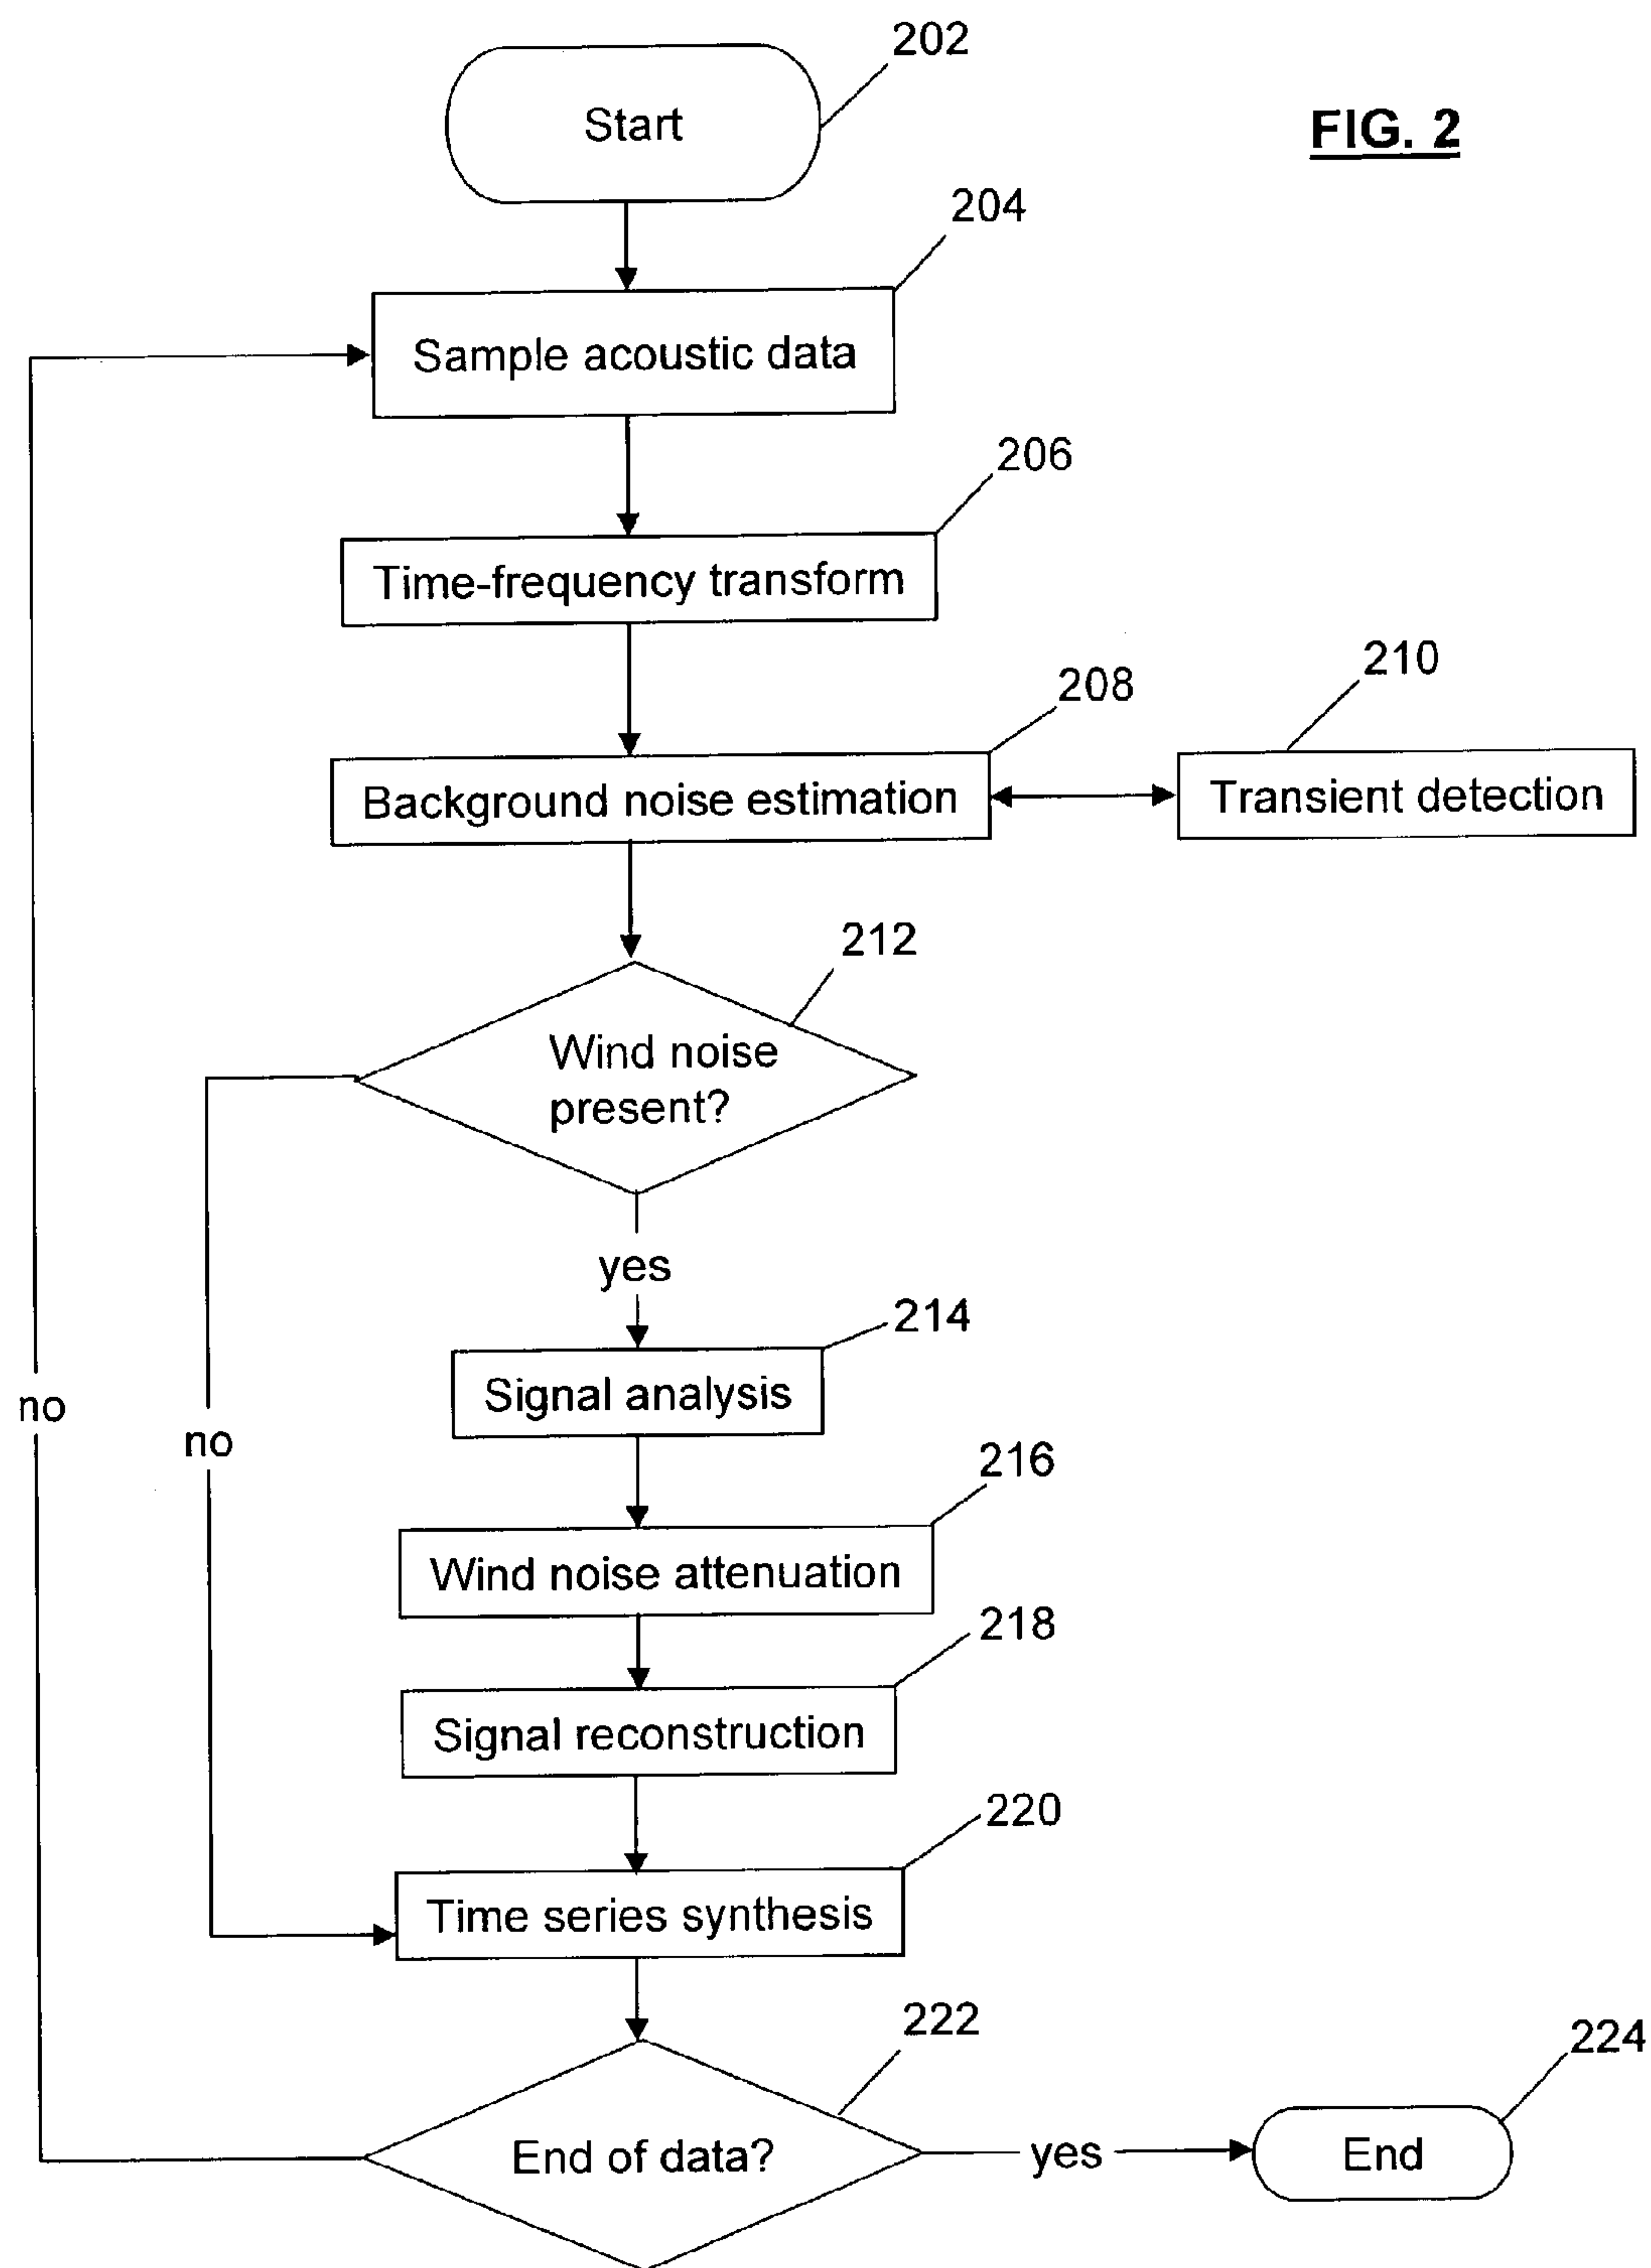 202
Start
FIG. 2
204
Sample acoustic data
206
Time-frequency transform
208
210
Background noise estimation
Transient detection
212
Wind noise
present?
yes
214
Signal analysis
no
no
216
Wind noise attenuation
218
Signal reconstruction
220
Time series synthesis
222
224
End of data?
yes
End